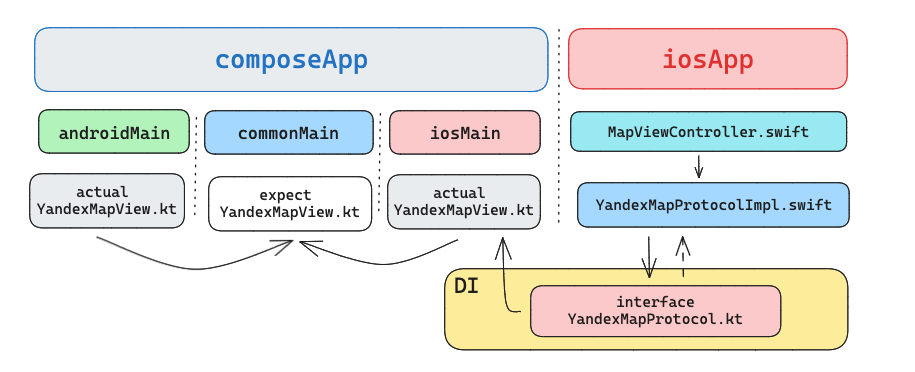 composeApp
iosApp
androidMain
commonMain
iosMain
MapViewController.swift
actual
YandexMapView.kt
expect
YandexMapView.kt
actual
YandexMapView.kt
YandexMapProtocolImpl.swift
DI
interface
YandexMapProtocol.kt